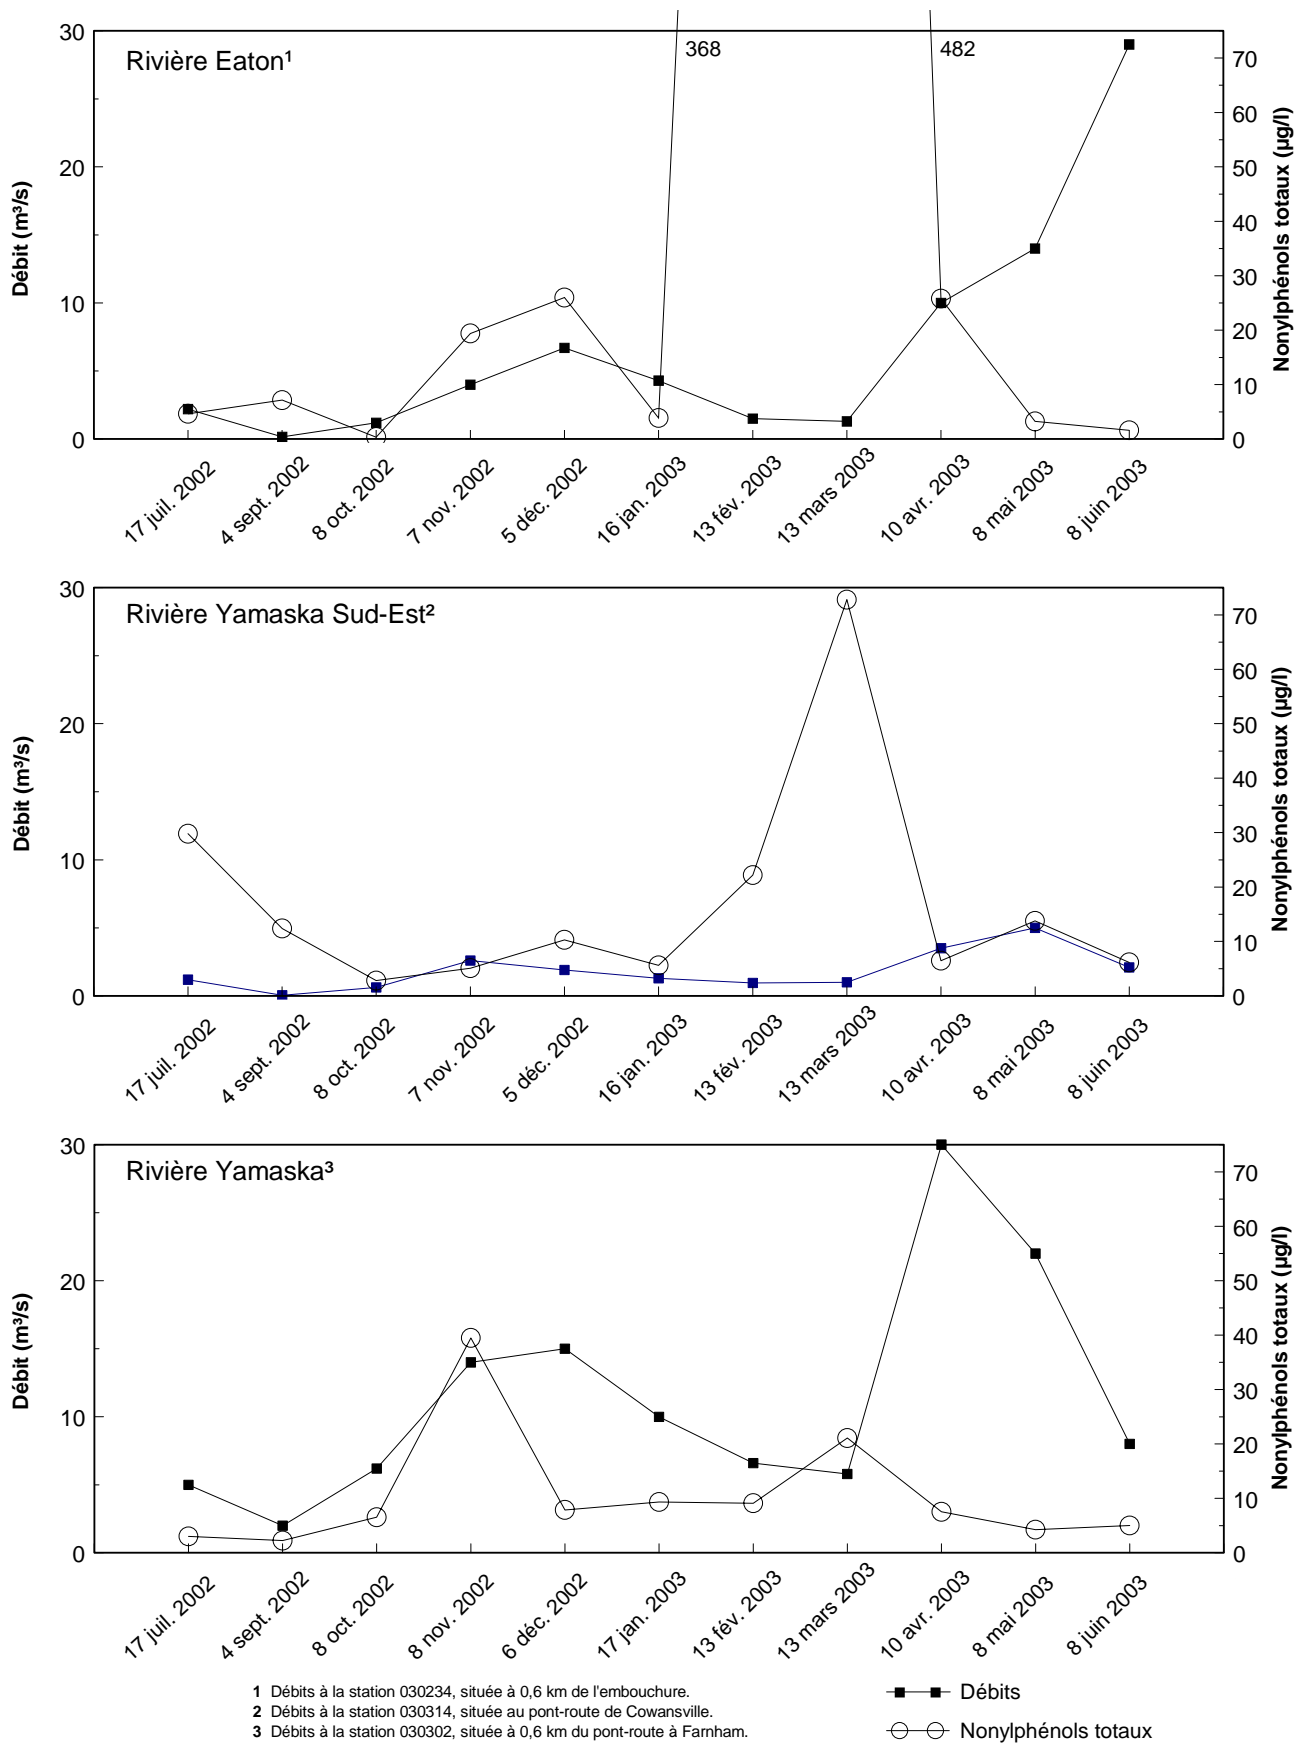 Rivière Eaton¹
368
482
30
20
10
0
Débit (m³/s)
70
60
50
40
30
20
10
0
Nonylphénols totaux (µg/l)
17 juil. 2002
4 sept. 2002
8 oct. 2002
7 nov. 2002
5 déc. 2002
16 jan. 2003
13 fév. 2003
13 mars 2003
10 avr. 2003
8 mai 2003
8 juin 2003
Rivière Yamaska Sud-Est²
30
20
10
0
Débit (m³/s)
70
60
50
40
30
20
10
0
Nonylphénols totaux (µg/l)
17 juil. 2002
4 sept. 2002
8 oct. 2002
7 nov. 2002
5 déc. 2002
16 jan. 2003
13 fév. 2003
13 mars 2003
10 avr. 2003
8 mai 2003
8 juin 2003
Rivière Yamaska³
30
20
10
0
Débit (m³/s)
70
60
50
40
30
20
10
0
Nonylphénols totaux (µg/l)
17 juil. 2002
4 sept. 2002
8 oct. 2002
8 nov. 2002
6 déc. 2002
17 jan. 2003
13 fév. 2003
13 mars 2003
10 avr. 2003
8 mai 2003
8 juin 2003
1 Débits à la station 030234, située à 0,6 km de l'embouchure.
2 Débits à la station 030314, située au pont-route de Cowansville.
3 Débits à la station 030302, située à 0,6 km du pont-route à Farnham.
Débits
Nonylphénols totaux